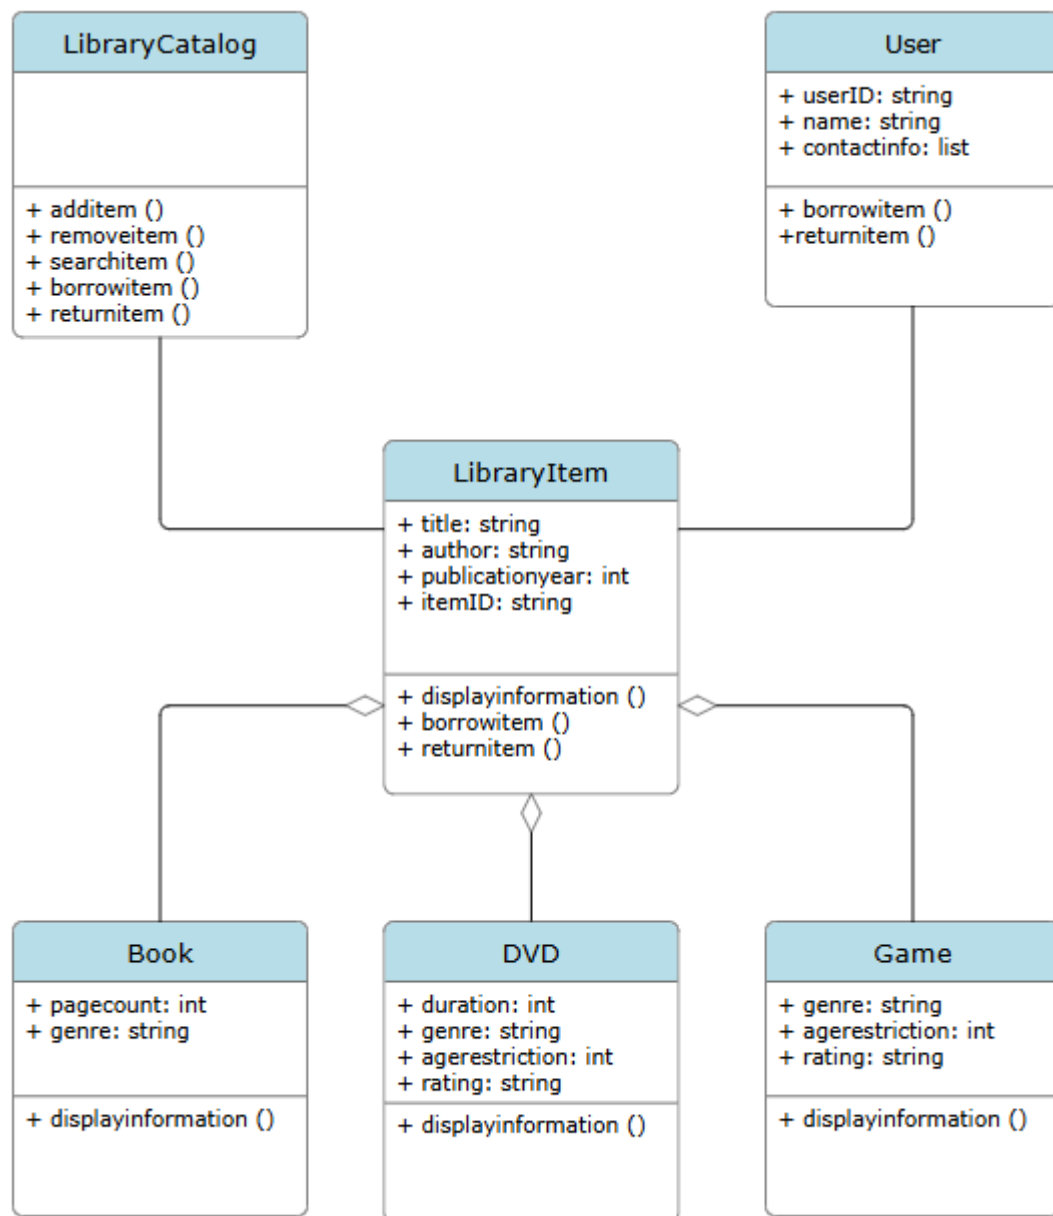 LibraryCatalog
+ additem ()
+ removeitem ()
+ searchitem ()
+ borrowitem ()
+ returnitem ()
User
+ userID: string
+ name: string
+ contactinfo: list
+ borrowitem ()
+returnitem ()
LibraryItem
+ title: string
+ author: string
+ publicationyear: int
+ itemID: string
+ displayinformation ()
+ borrowitem ()
+ returnitem ()
Book
+ pagecount: int
+ genre: string
+ displayinformation ()
DVD
+ duration: int
+ genre: string
+ agerestriction: int
+ rating: string
+ displayinformation ()
Game
+ genre: string
+ agerestriction: int
+ rating: string
+ displayinformation ()